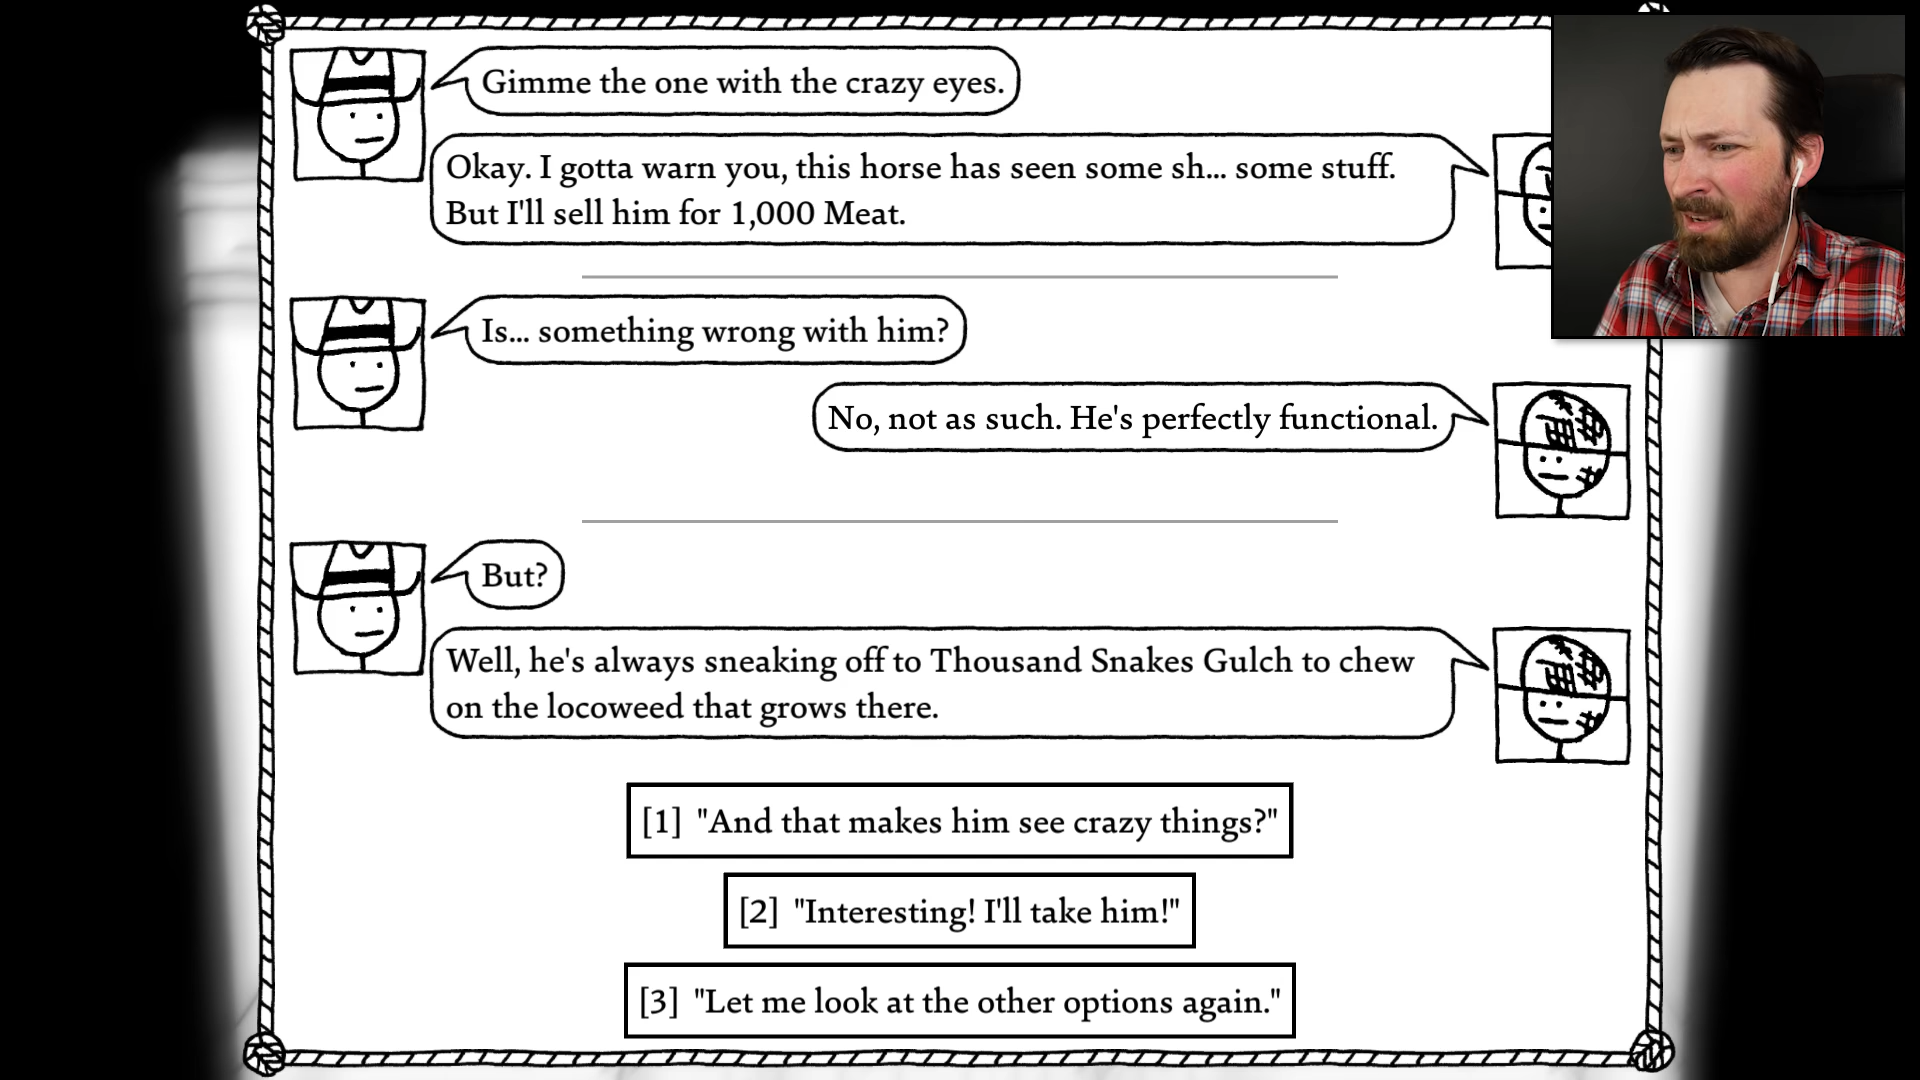 Gimme the one with the crazy eyes.
Okay. I gotta warn you, this horse has seen some sh... some stuff.
But I'll sell him for 1,000 Meat.
Is... something wrong with him?
No, not as such. He's perfectly functional.
But?
Well, he's always sneaking off to Thousand Snakes Gulch to chew
on the locoweed that grows there.
[1] "And that makes him see crazy things?"
[2] "Interesting! I'll take him!"
[3] "Let me look at the other options again."